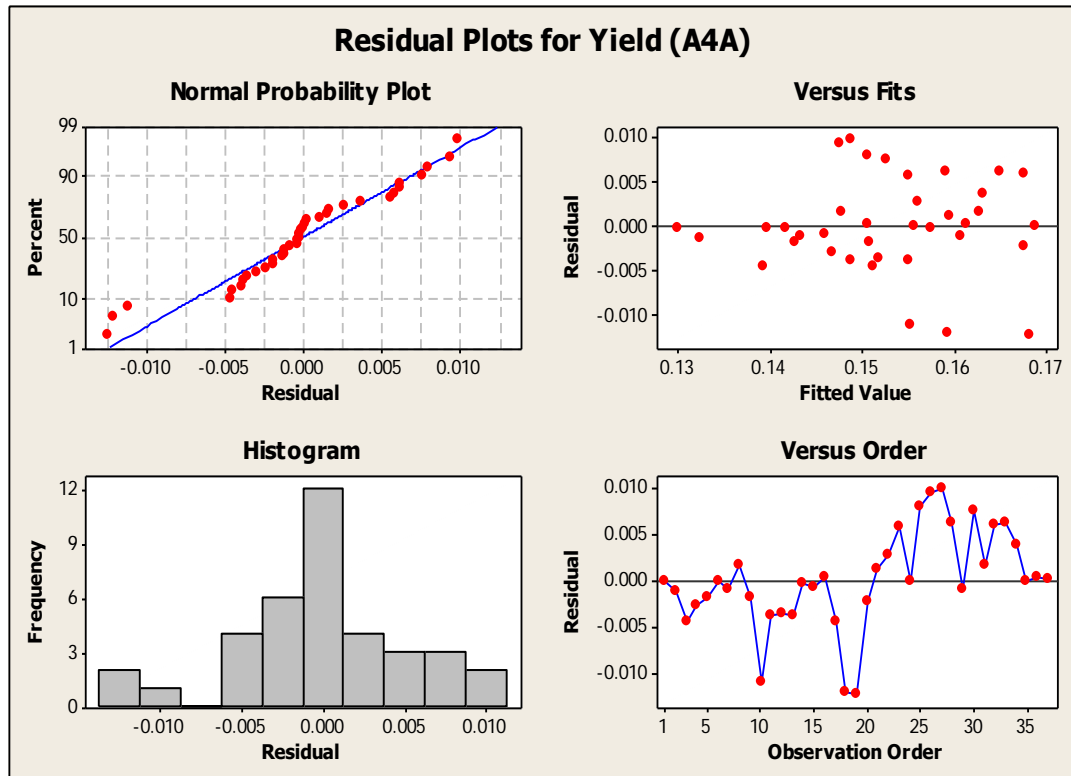 Residual Plots for Yield (A4A)
Normal Probability Plot
99
90
50
10
1
Percent
-0.010 -0.005 0.000 0.005 0.010
Residual
Versus Fits
0.010
0.005
0.000
-0.005
-0.010
Residual
0.13 0.14 0.15 0.16 0.17
Fitted Value
Histogram
12
9
6
3
0
Frequency
-0.010 -0.005 0.000 0.005 0.010
Residual
Versus Order
0.010
0.005
0.000
-0.005
-0.010
Residual
1 5 10 15 20 25 30 35
Observation Order